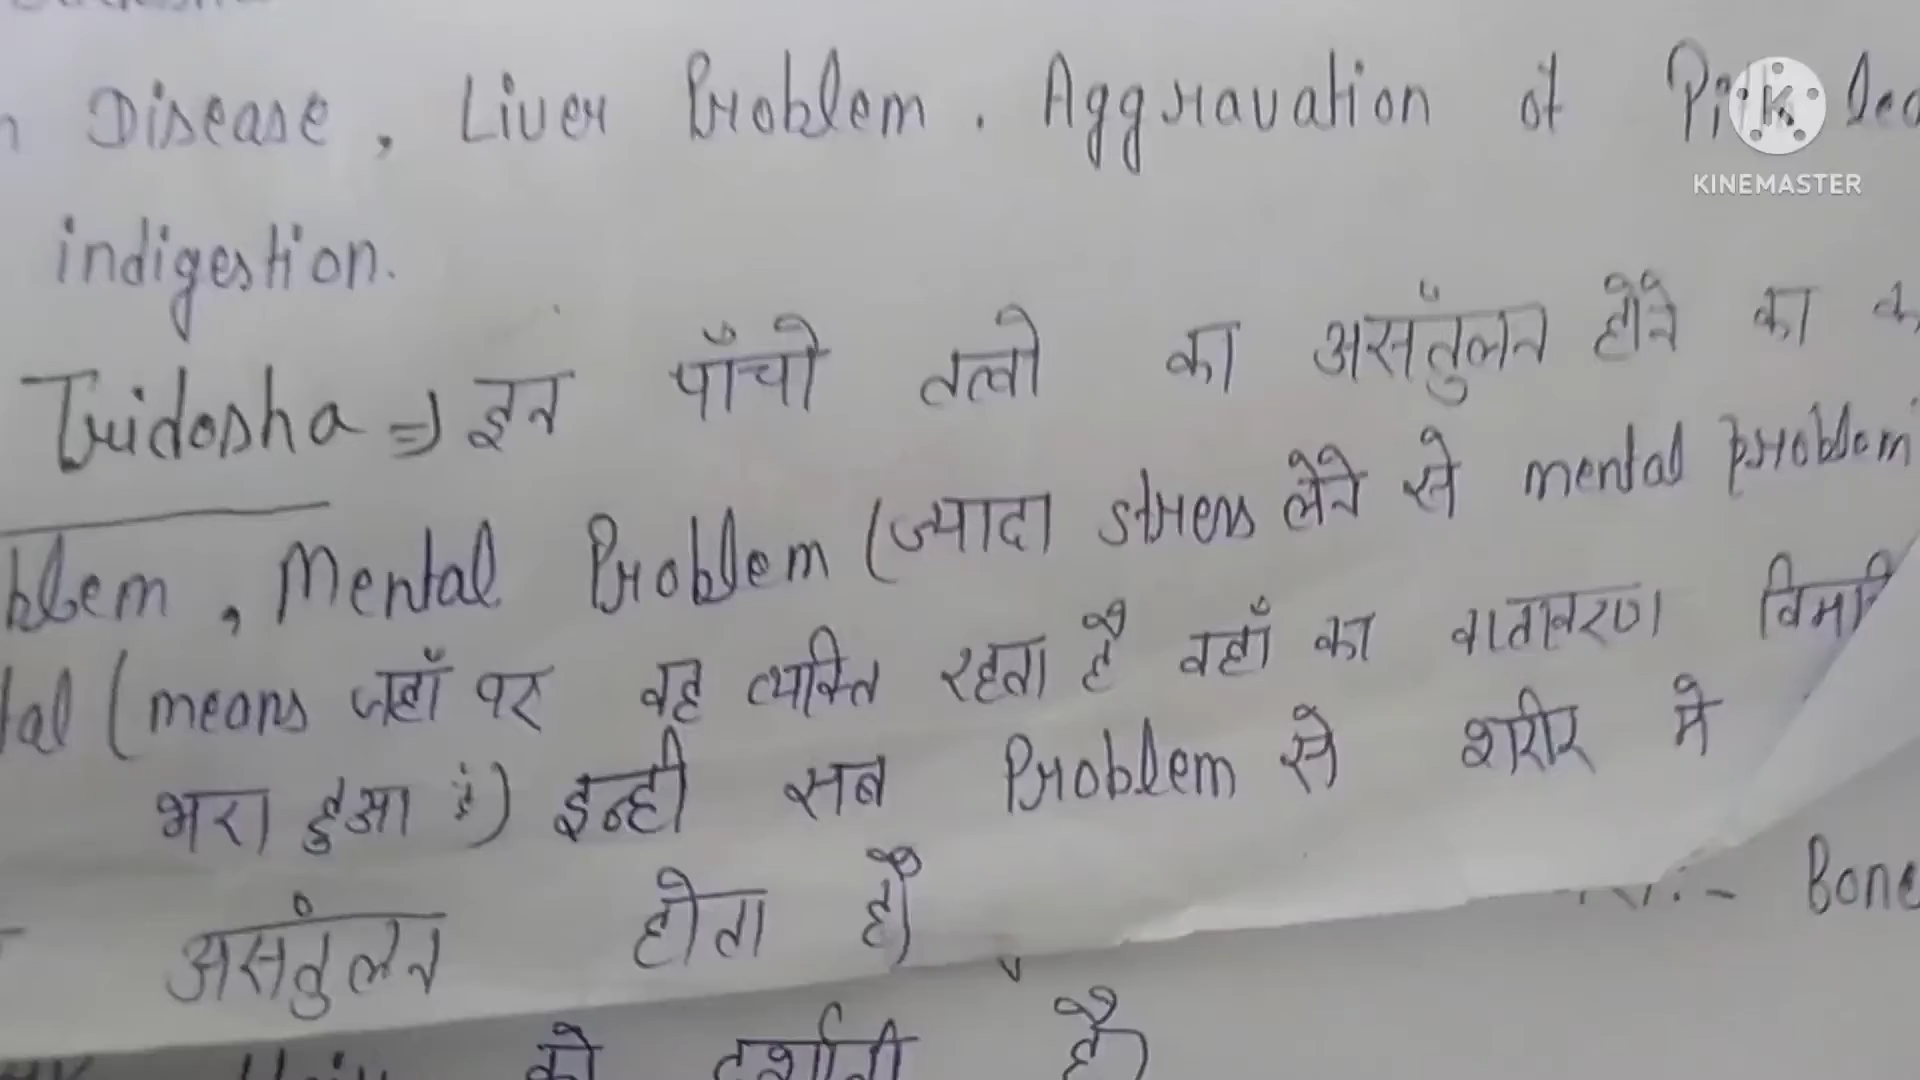 Disease, Liver Problem. Aggravation of
KINEMASTER
indigestion.
Tridosha => इन पाँचो तत्वो का असंतुलन होने का
blem, Mental Problem (ज्यादा stress लेने से mental problem
tal (means जहाँ पर वह व्यक्ति रहता है वहाँ का वातावरण
भरा हुआ है) इन्ही सब Problem से शरीर मे
असंतुलन होता है
Bone
को दर्शाती है